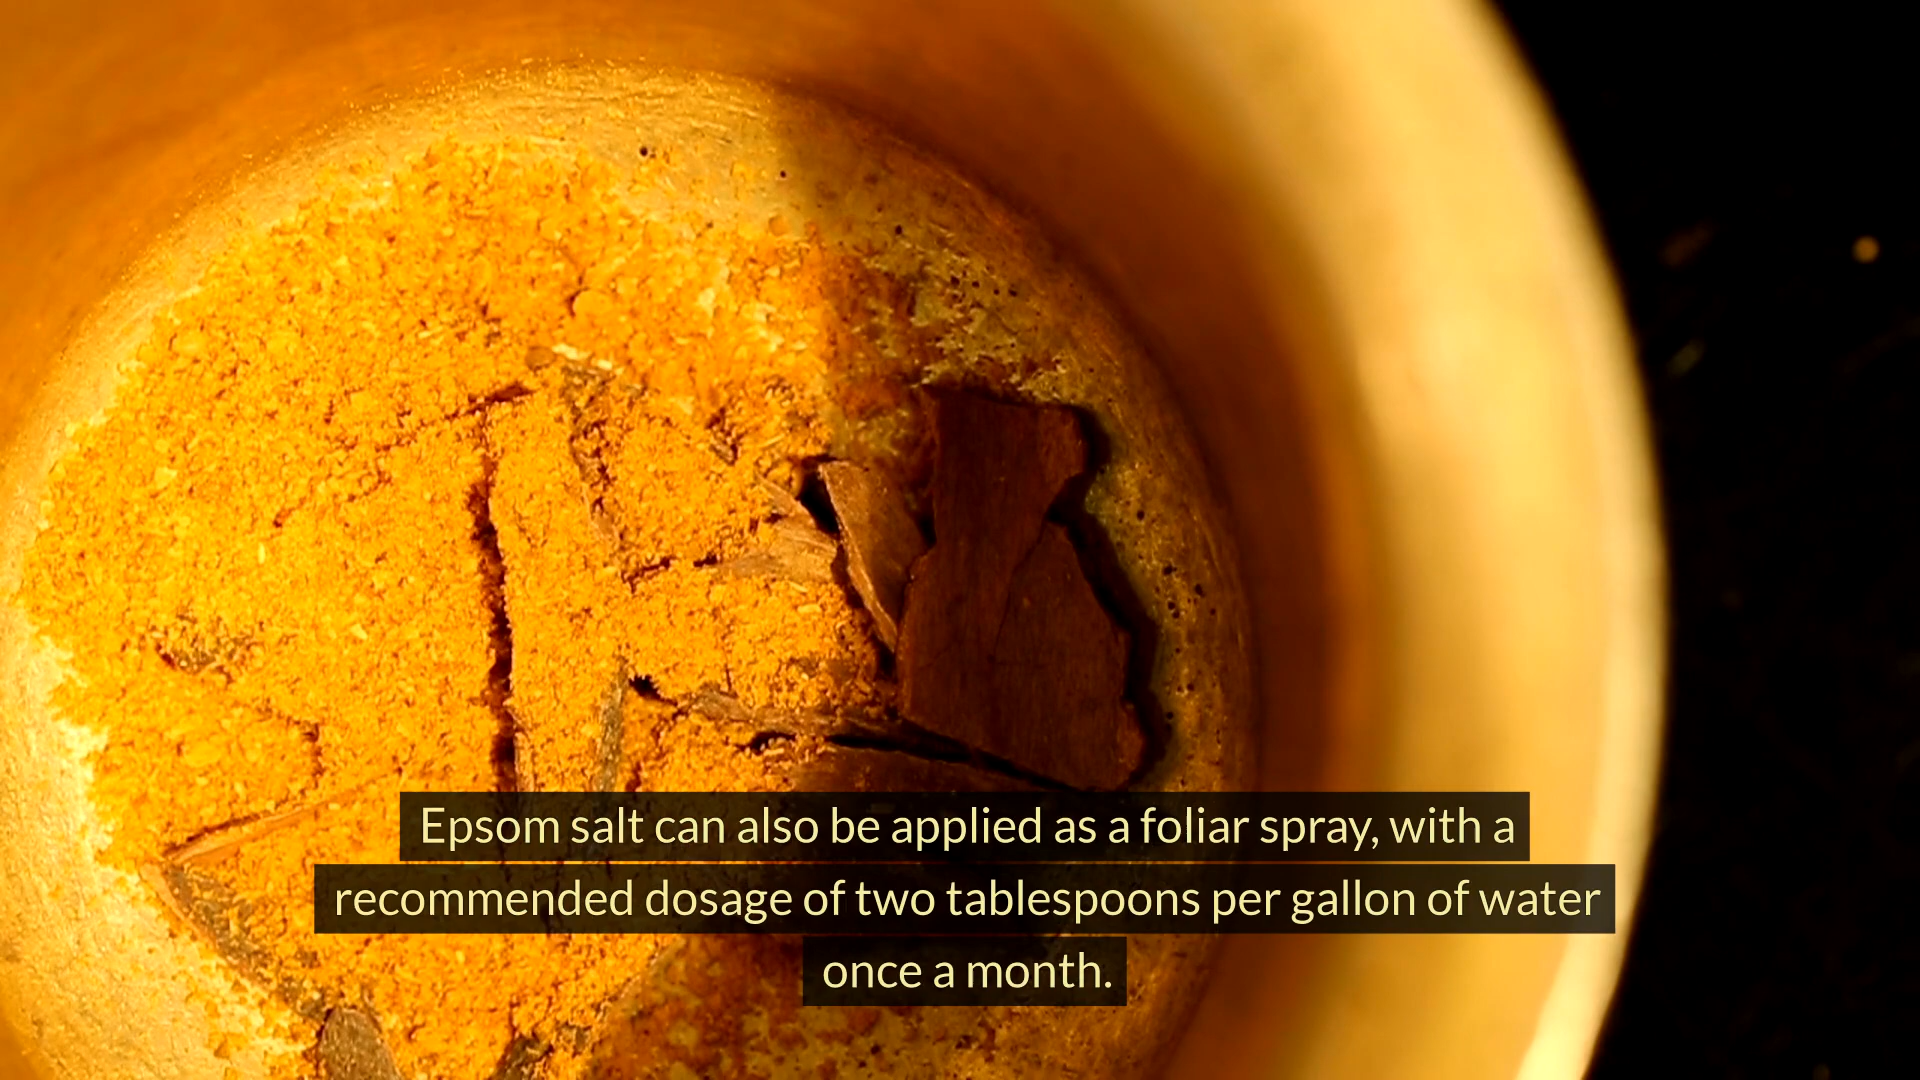 Epsom salt can also be applied as a foliar spray, with a
recommended dosage of two tablespoons per gallon of water
once a month.